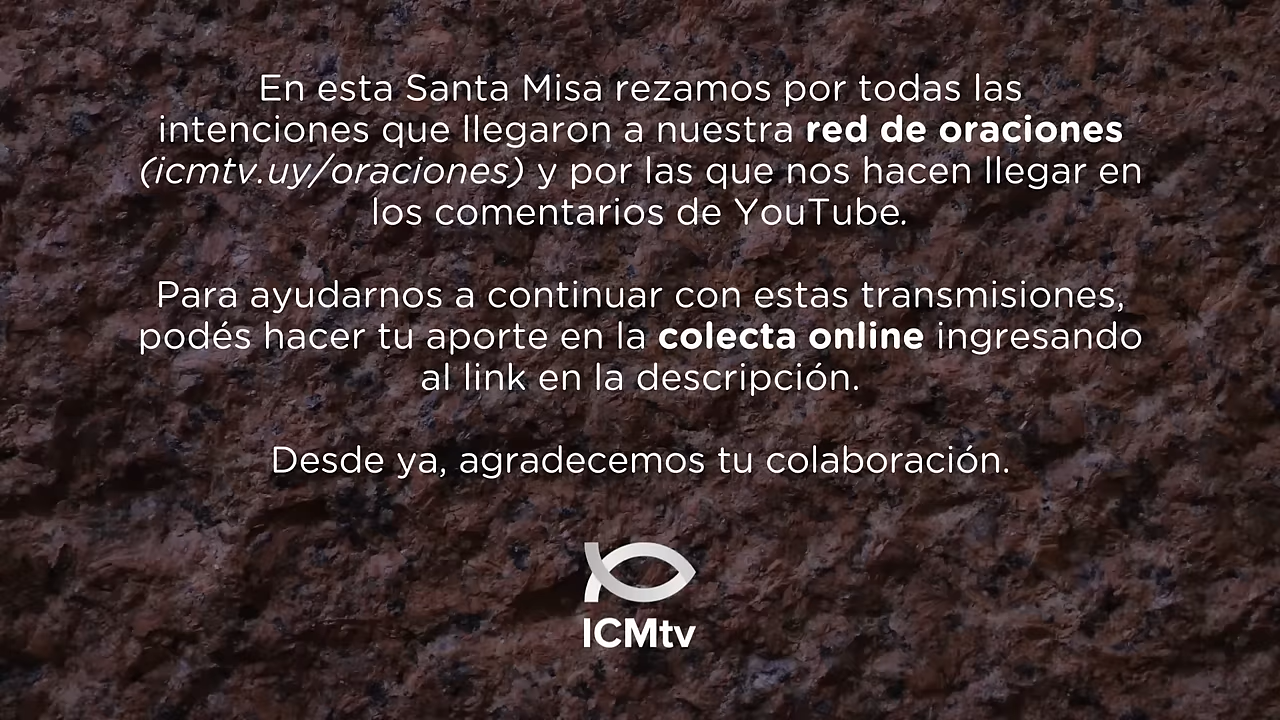 En esta Santa Misa rezamos por todas las
intenciones que llegaron a nuestra red de oraciones
(icmtv.uy/oraciones) y por las que nos hacen llegar en
los comentarios de YouTube.
Para ayudarnos a continuar con estas transmisiones,
podés hacer tu aporte en la colecta online ingresando
al link en la descripción.
Desde ya, agradecemos tu colaboración.
ICMtv